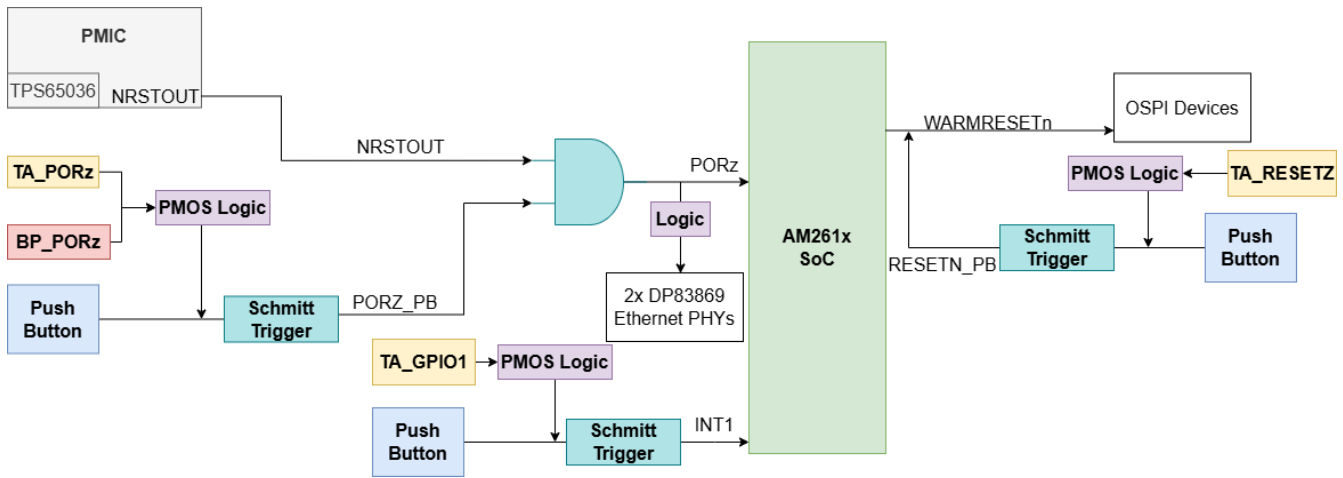 PMIC
TPS65036
NRSTOUT
NRSTOUT
TA_PORz
BP_PORz
PMOS Logic
Push
Button
Schmitt
Trigger
PORZ_PB
PORz
Logic
2x DP83869
Ethernet PHYs
TA_GPIO1
PMOS Logic
Push
Button
Schmitt
Trigger
INT1
AM261x
SoC
WARMRESETn
OSPI Devices
PMOS Logic
TA_RESETZ
RESETN_PB
Schmitt
Trigger
Push
Button